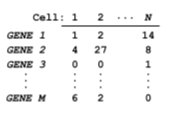 Cell: 1 2 ··· N
GENE 1 1 2 14
GENE 2 4 27 8
GENE 3 0 0 1
⋮ ⋮ ⋮ ⋮
GENE M 6 2 0